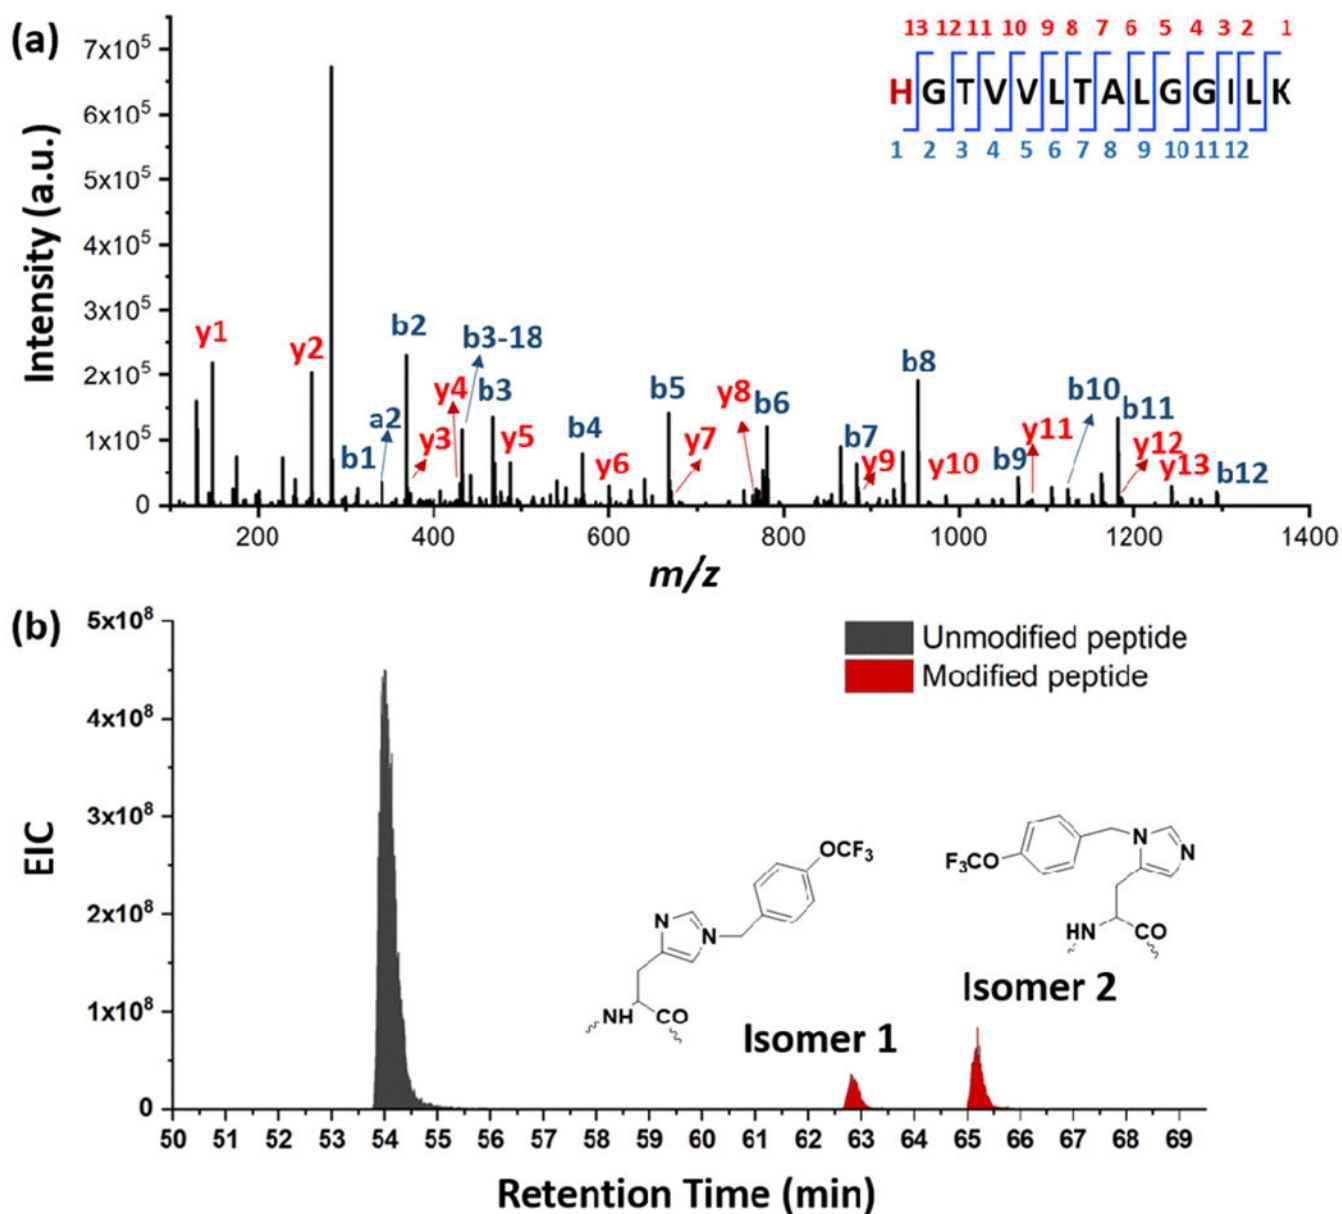 (a)
Intensity (a.u.)
7x10⁵
6x10⁵
5x10⁵
4x10⁵
3x10⁵
2x10⁵
1x10⁵
0
13 12 11 10 9 8 7 6 5 4 3 2 1
HGTVVLTALGGILK
1 2 3 4 5 6 7 8 9 10 11 12
y1
y2
b1
a2
b2
y3
y4
b3-18
b3
y5
b4
y6
b5
y7
y8
b6
b7
y9
b8
y10
b9
y11
b10
b11
y12
y13
b12
200 400 600 800 1000 1200 1400
m/z
(b)
EIC
5x10⁸
4x10⁸
3x10⁸
2x10⁸
1x10⁸
0
Unmodified peptide
Modified peptide
OCF₃
N
N
NH
CO
Isomer 1
F₃CO
N
N
HN
CO
Isomer 2
50 51 52 53 54 55 56 57 58 59 60 61 62 63 64 65 66 67 68 69
Retention Time (min)